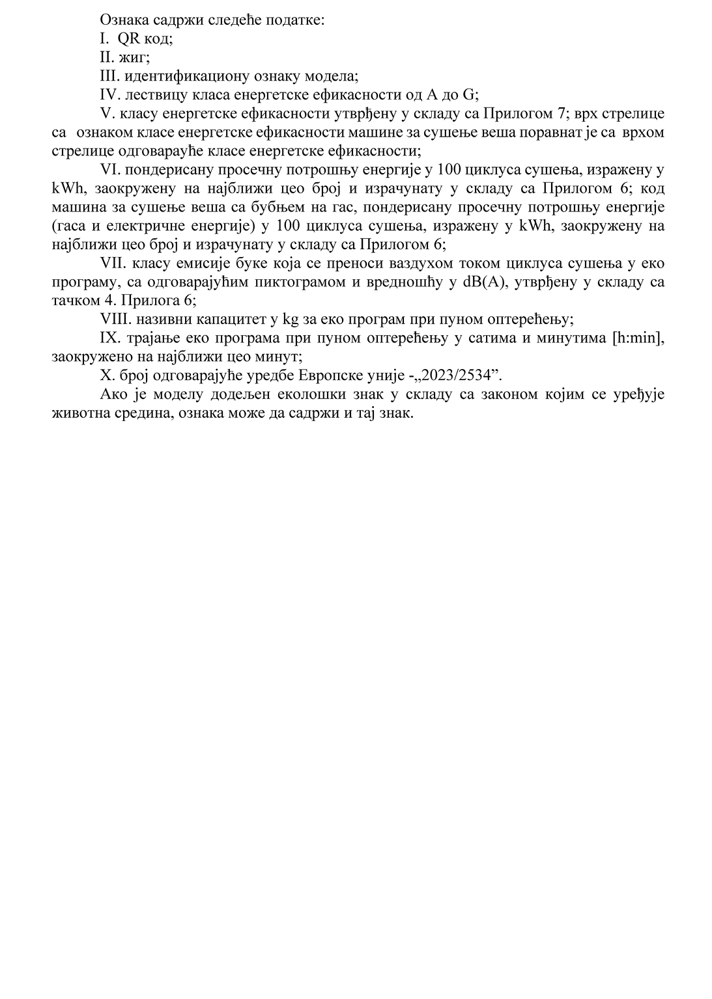 Ознака садржи следеће податке:
I. QR код;
II. жиг;
III. идентификациону ознаку модела;
IV. лествицу класа енергетске ефикасности од А до G;
V. класу енергетске ефикасности утврђену у складу са Прилогом 7; врх стрелице
са ознаком класе енергетске ефикасности машине за сушење веша поравнат је са врхом
стрелице одговарауће класе енергетске ефикасности;
VI. пондерисану просечну потрошњу енергије у 100 циклуса сушења, изражену у
kWh, заокружену на најближи цео број и израчунату у складу са Прилогом 6; код
машина за сушење веша са бубњем на гас, пондерисану просечну потрошњу енергије
(гаса и електричне енергије) у 100 циклуса сушења, изражену у kWh, заокружену на
најближи цео број и израчунату у складу са Прилогом 6;
VII. класу емисије буке која се преноси ваздухом током циклуса сушења у еко
програму, са одговарајућим пиктограмом и вредношћу у dB(A), утврђену у складу са
тачком 4. Прилога 6;
VIII. називни капацитет у kg за еко програм при пуном оптерећењу;
IX. трајање еко програма при пуном оптерећењу у сатима и минутима [h:min],
заокружено на најближи цео минут;
X. број одговарајуће уредбе Европске уније -„2023/2534”.
Ако је моделу додељен еколошки знак у складу са законом којим се уређује
животна средина, ознака може да садржи и тај знак.